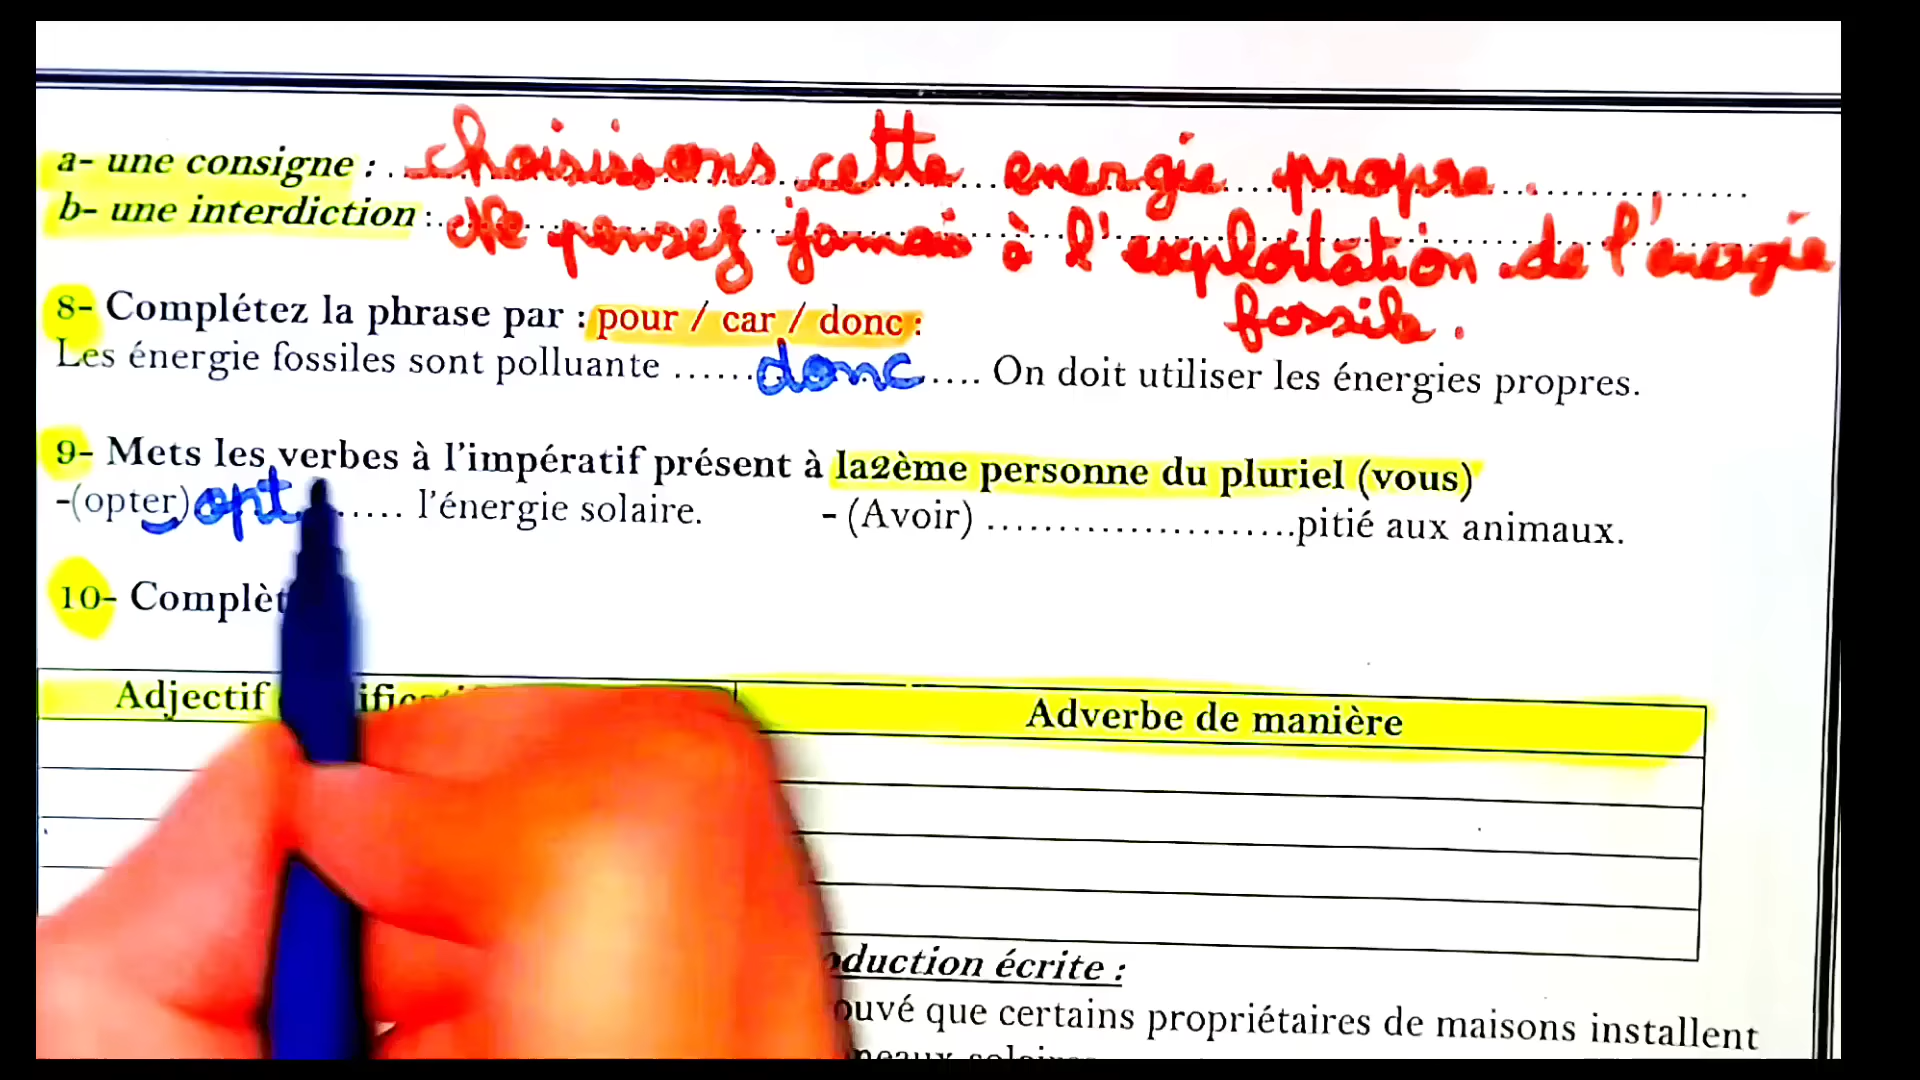 a- une consigne : choisissons cette energie propre.
b- une interdiction : Ne pensez jamais à l'exploitation de l'énergie
fossile.
8- Complétez la phrase par : pour / car / donc :
Les énergie fossiles sont polluante ...... donc .... On doit utiliser les énergies propres.
9- Mets les verbes à l'impératif présent à la2ème personne du pluriel (vous)
-(opter) opt ..... l'énergie solaire. - (Avoir) ......................pitié aux animaux.
10- Complèt
Adjectif
Adverbe de manière
oduction écrite :
ouvé que certains propriétaires de maisons installent